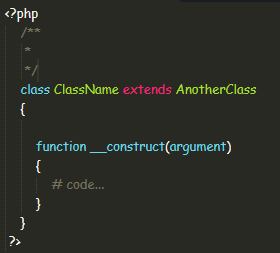 <?php
/**
*
*/
class ClassName extends AnotherClass
{
function __construct(argument)
{
# code...
}
}
?>